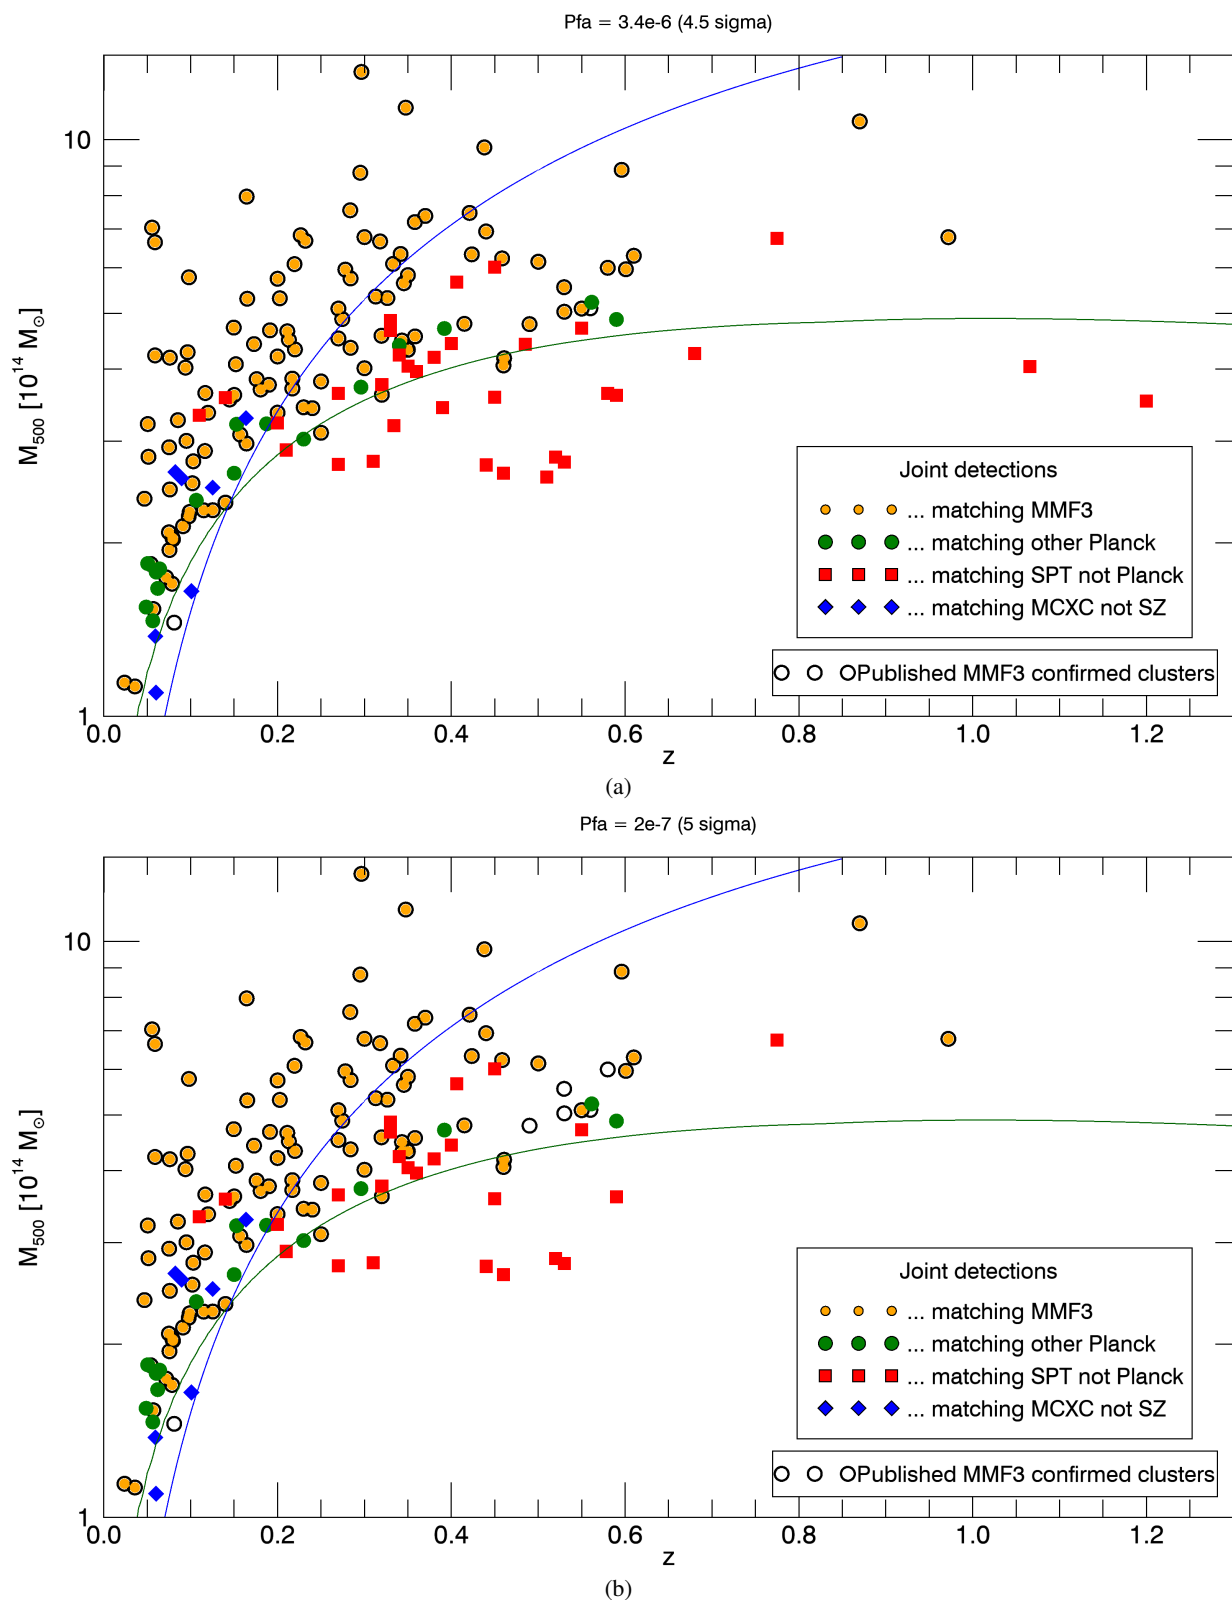 Pfa = 3.4e-6 (4.5 sigma)
10
M500 [10^14 M⊙]
Joint detections
... matching MMF3
... matching other Planck
... matching SPT not Planck
... matching MCXC not SZ
Published MMF3 confirmed clusters
1
0.0 0.2 0.4 0.6 0.8 1.0 1.2
z
(a)
Pfa = 2e-7 (5 sigma)
10
M500 [10^14 M⊙]
Joint detections
... matching MMF3
... matching other Planck
... matching SPT not Planck
... matching MCXC not SZ
Published MMF3 confirmed clusters
1
0.0 0.2 0.4 0.6 0.8 1.0 1.2
z
(b)